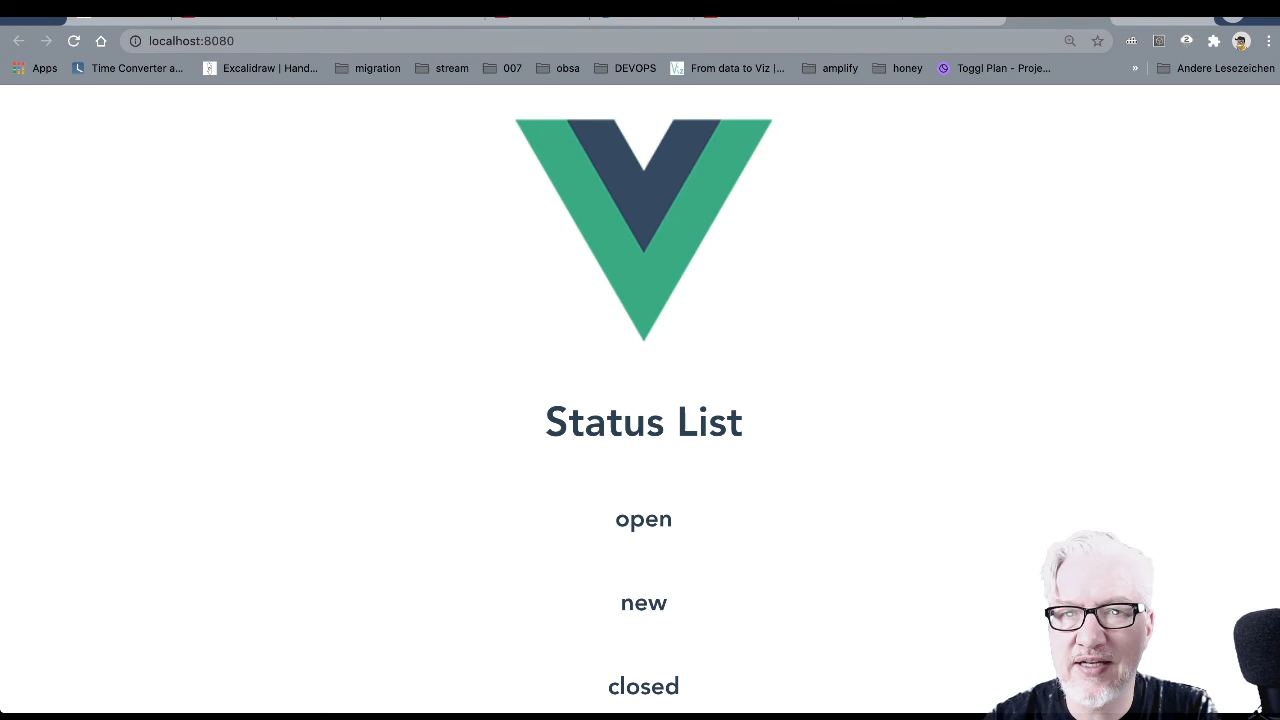 localhost:8080
Apps Time Converter a... Excalidraw | Hand... migration stream 007 obsa DEVOPS From data to Viz |... amplify honey Toggl Plan - Proje... » Andere Lesezeichen
Status List
open
new
closed